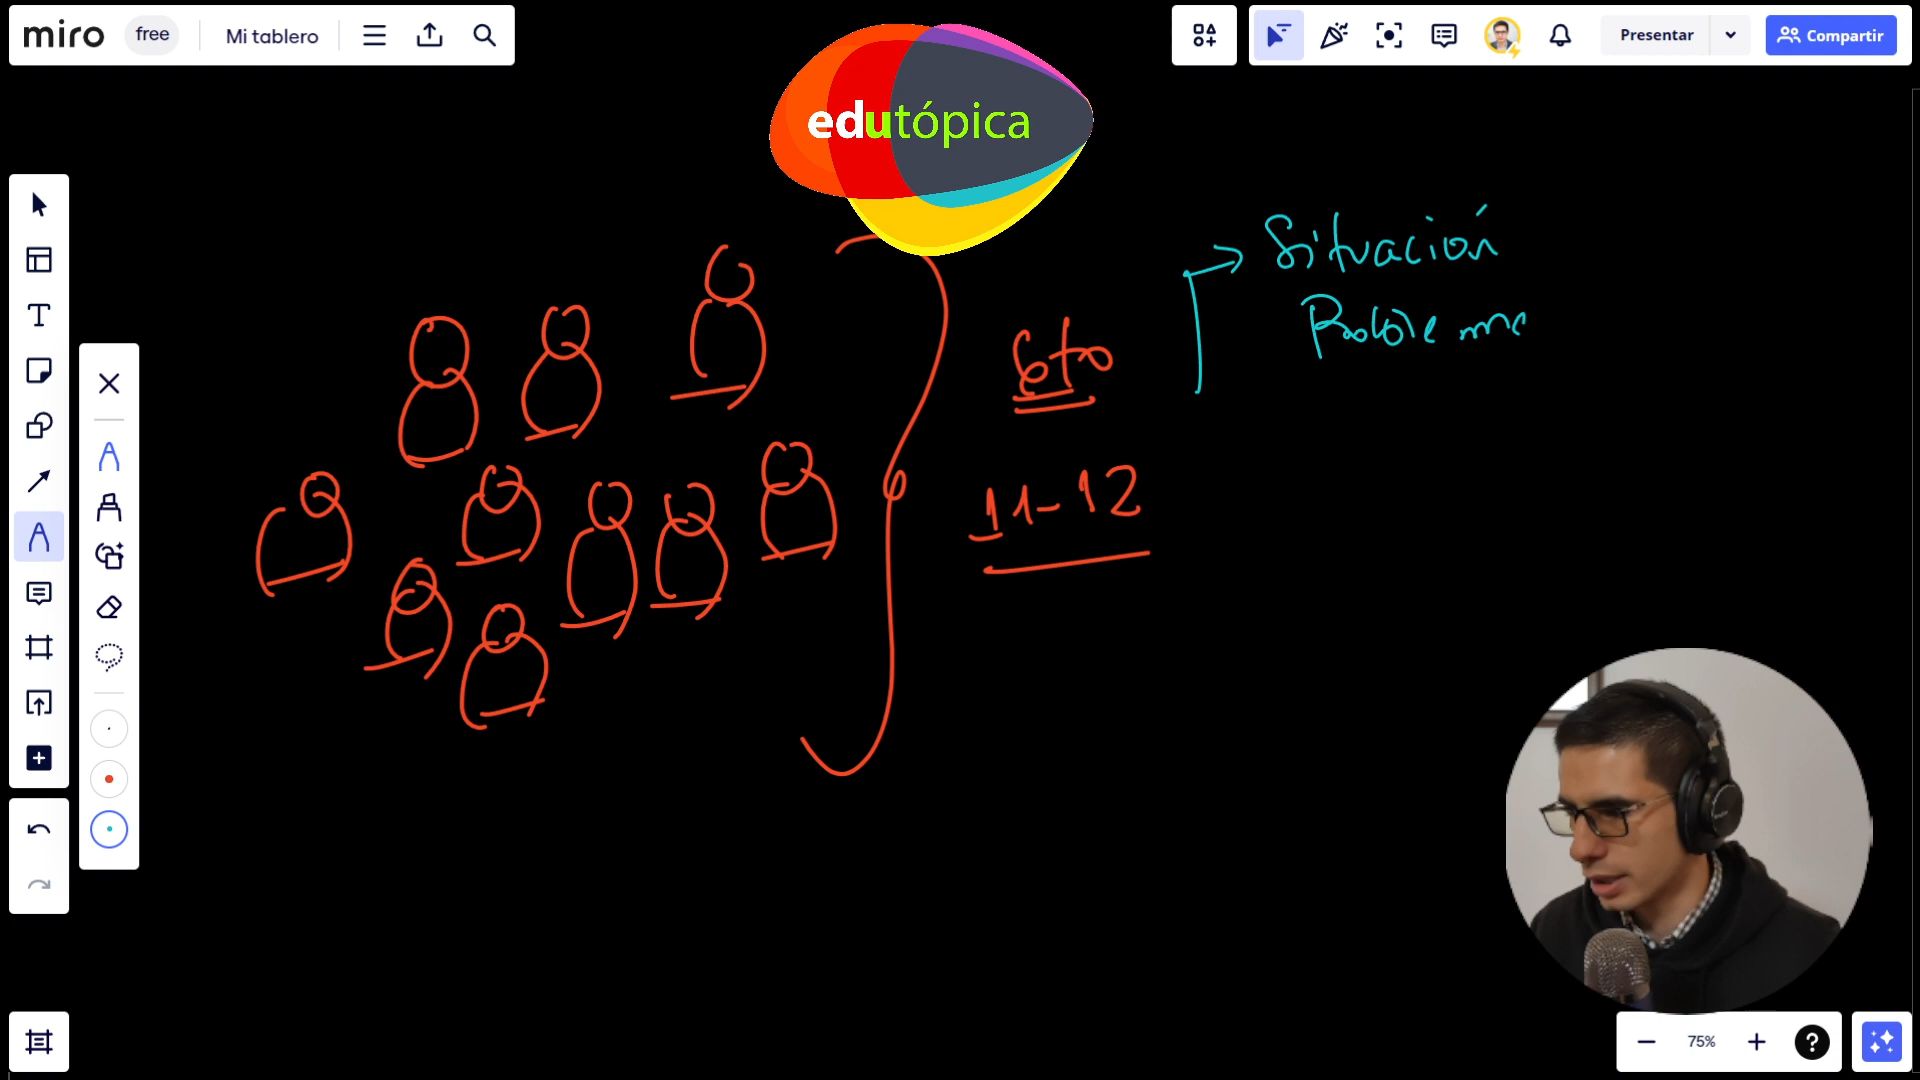 miro free Mi tablero
Presentar Compartir
edutópica
Situación
Problema
6to
11-12
75%